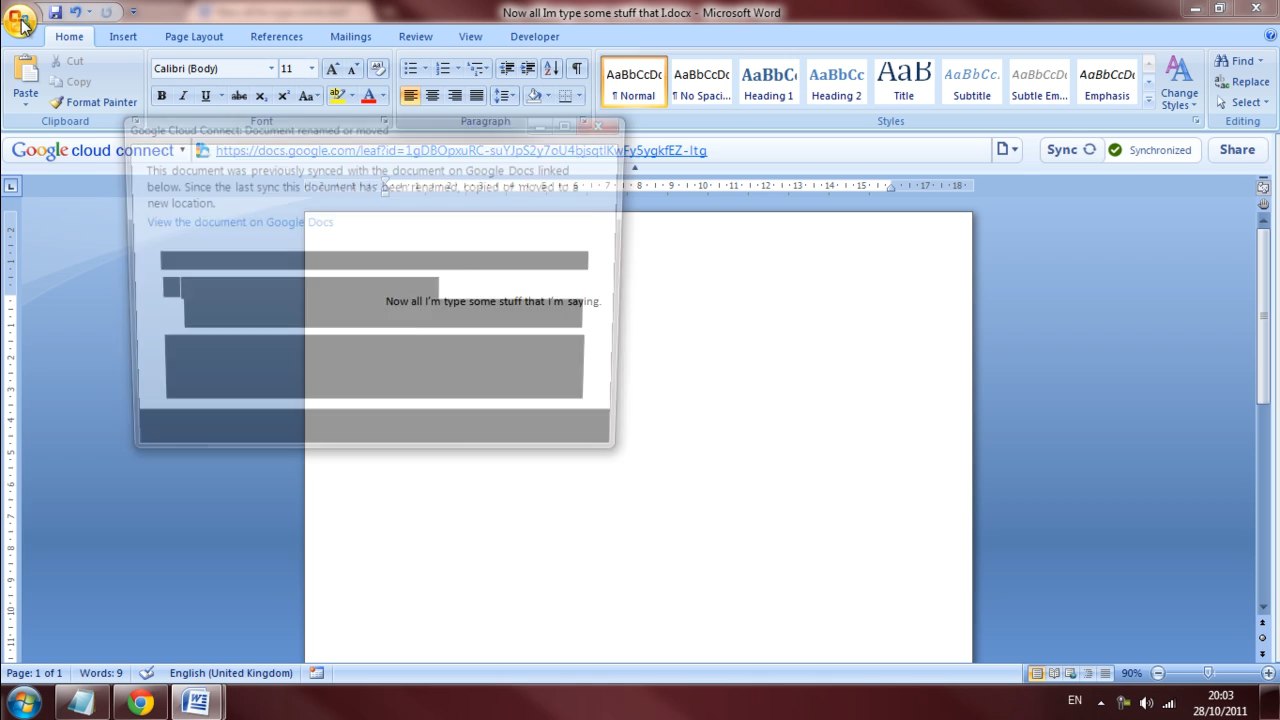 Now all Im type some stuff that I.docx - Microsoft Word
Home Insert Page Layout References Mailings Review View Developer
Cut
Copy
Format Painter
Paste
Clipboard
Calibri (Body) 11
Font
Paragraph
AaBbCcDc AaBbCcDc AaBbC AaBbCc AaB AaBbCc. AaBbCcDc AaBbCcDc
¶ Normal ¶ No Spaci... Heading 1 Heading 2 Title Subtitle Subtle Em... Emphasis
Styles
Change
Styles
Find
Replace
Select
Editing
Google Cloud Connect: Document renamed or moved
Google cloud connect
https://docs.google.com/leaf?id=1gDBOpxuRC-suYJpS2y7oU4bjsqtlKwFy5ygkfEZ-ltg
Sync Synchronized Share
This document was previously synced with the document on Google Docs linked
below. Since the last sync this document has been renamed, copied or moved to a
new location.
View the document on Google Docs
Now all I'm type some stuff that I'm saying.
Page: 1 of 1 Words: 9 English (United Kingdom) 90%
EN
20:03
28/10/2011